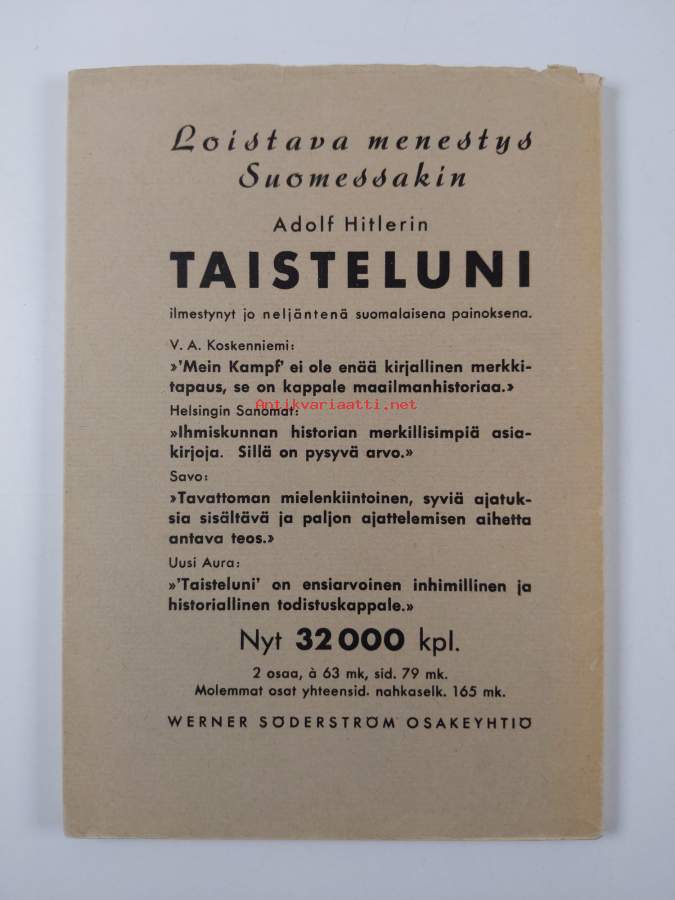 Loistava menestys
Suomessakin
Adolf Hitlerin
TAISTELUNI
ilmestynyt jo neljäntenä suomalaisena painoksena.
V. A. Koskenniemi:
»'Mein Kampf' ei ole enää kirjallinen merkki-
tapaus, se on kappale maailmanhistoriaa.»
Antikvariaatti.net
Helsingin Sanomat:
»Ihmiskunnan historian merkillisimpiä asia-
kirjoja. Sillä on pysyvä arvo.»
Savo:
»Tavattoman mielenkiintoinen, syviä ajatuk-
sia sisältävä ja paljon ajattelemisen aihetta
antava teos.»
Uusi Aura:
»'Taisteluni' on ensiarvoinen inhimillinen ja
historiallinen todistuskappale.»
Nyt 32 000 kpl.
2 osaa, à 63 mk, sid. 79 mk.
Molemmat osat yhteensid. nahkaselk. 165 mk.
WERNER SÖDERSTRÖM OSAKEYHTIÖ